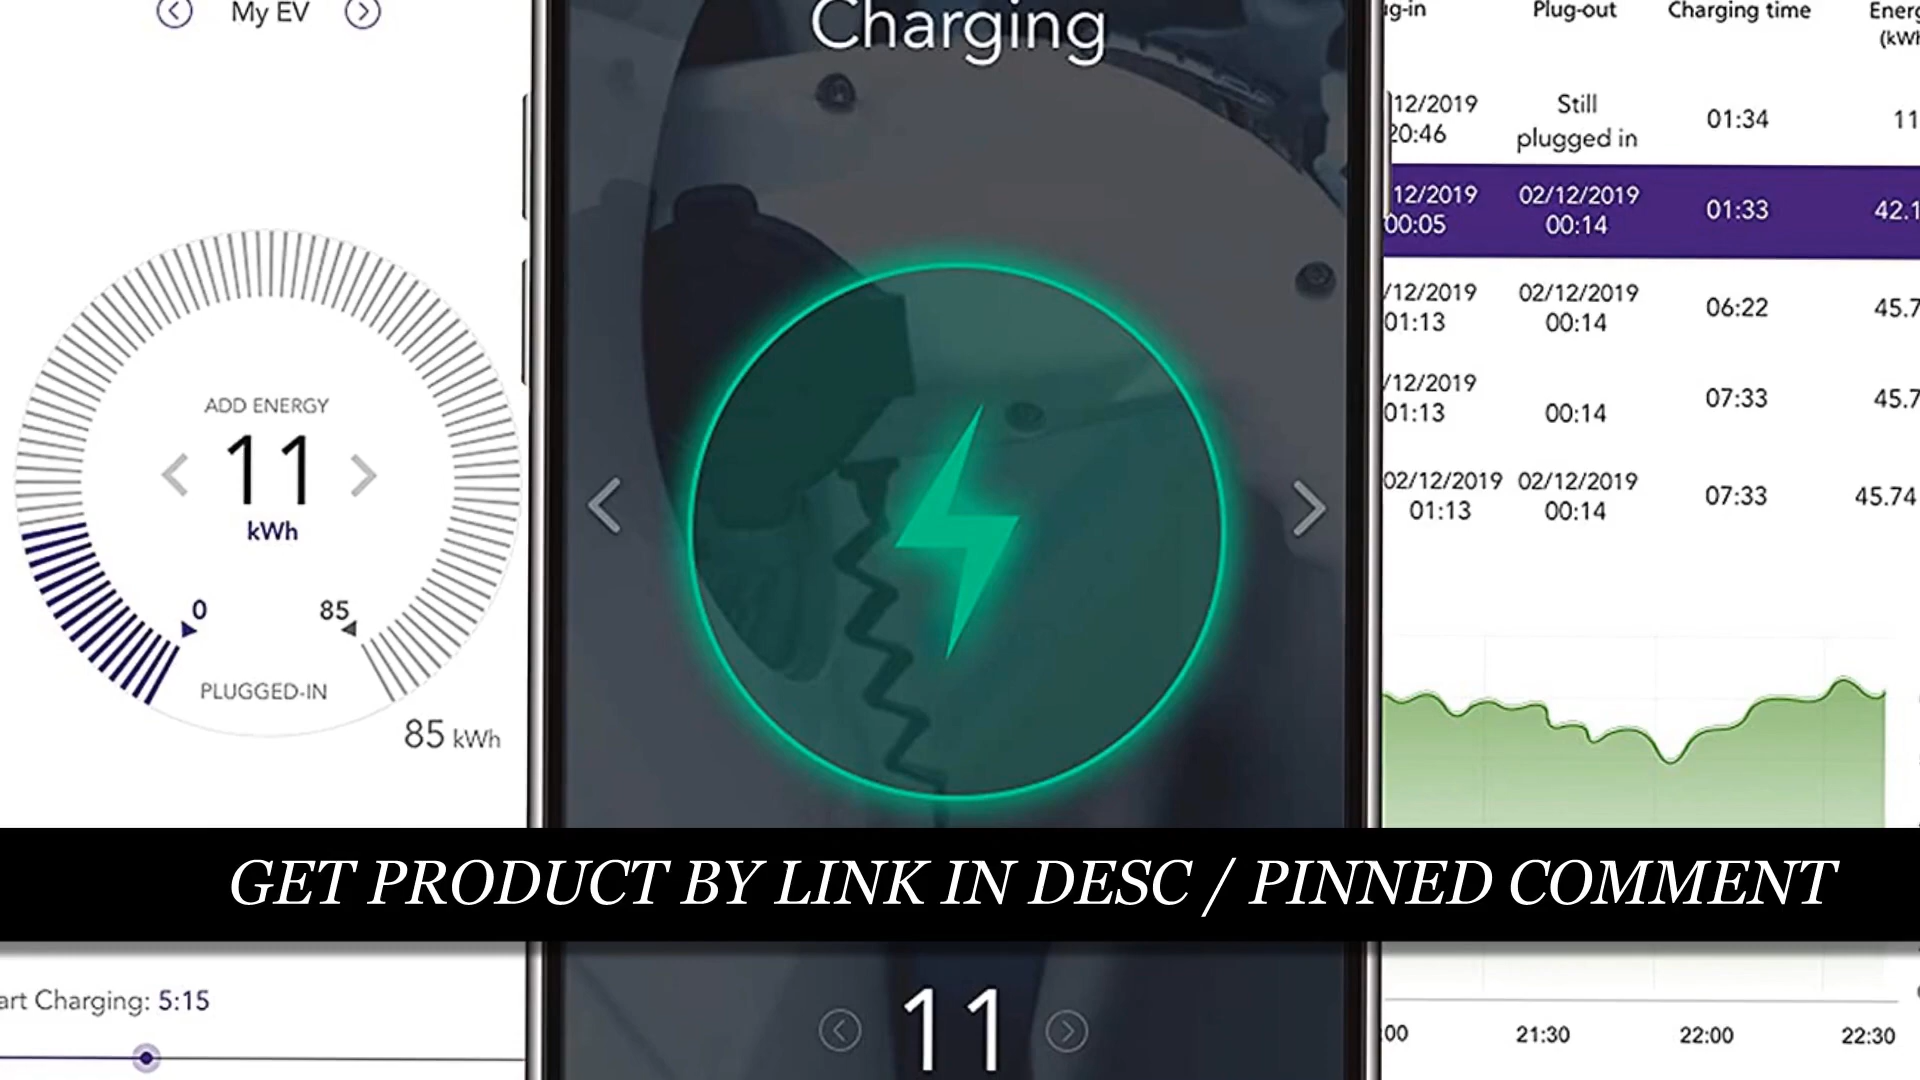 My EV
ADD ENERGY
11
kWh
0
85
PLUGGED-IN
85 kWh
Charging: 5:15
Charging
11
Plug-out Charging time
12/2019 Still 01:34 11
20:46 plugged in
12/2019 02/12/2019 01:33 42.1
00:05 00:14
/12/2019 02/12/2019 06:22 45.7
01:13 00:14
/12/2019 07:33 45.7
01:13 00:14
02/12/2019 02/12/2019 07:33 45.74
01:13 00:14
:00 21:30 22:00 22:30
GET PRODUCT BY LINK IN DESC / PINNED COMMENT